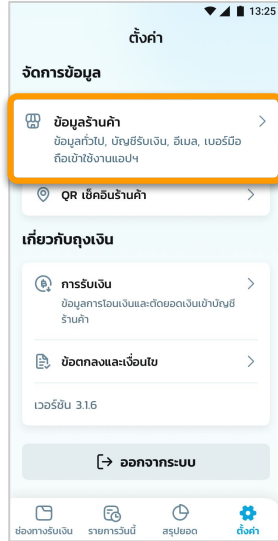 13:25
ตั้งค่า
จัดการข้อมูล
ข้อมูลร้านค้า
ข้อมูลทั่วไป, บัญชีรับเงิน, อีเมล, เบอร์มือ
ถือเข้าใช้งานแอปฯ
QR เช็คอินร้านค้า
เกี่ยวกับถุงเงิน
การรับเงิน
ข้อมูลการโอนเงินและตัดยอดเงินเข้าบัญชี
ร้านค้า
ข้อตกลงและเงื่อนไข
เวอร์ชัน 3.1.6
ออกจากระบบ
ช่องทางรับเงิน
รายการวันนี้
สรุปยอด
ตั้งค่า